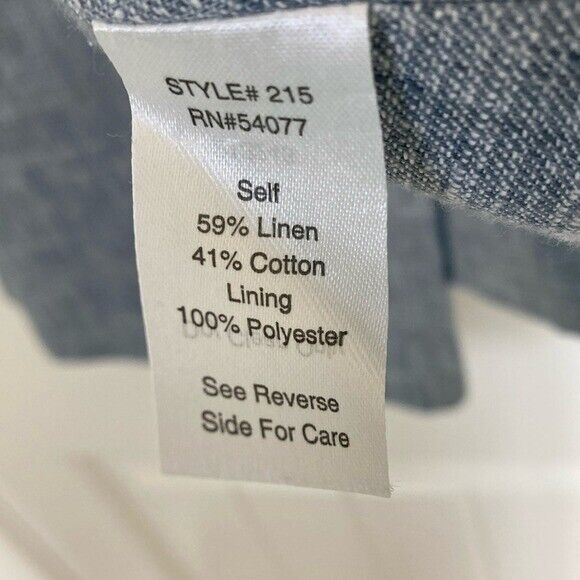 STYLE# 215
RN#54077
Self
59% Linen
41% Cotton
Lining
100% Polyester
See Reverse
Side For Care